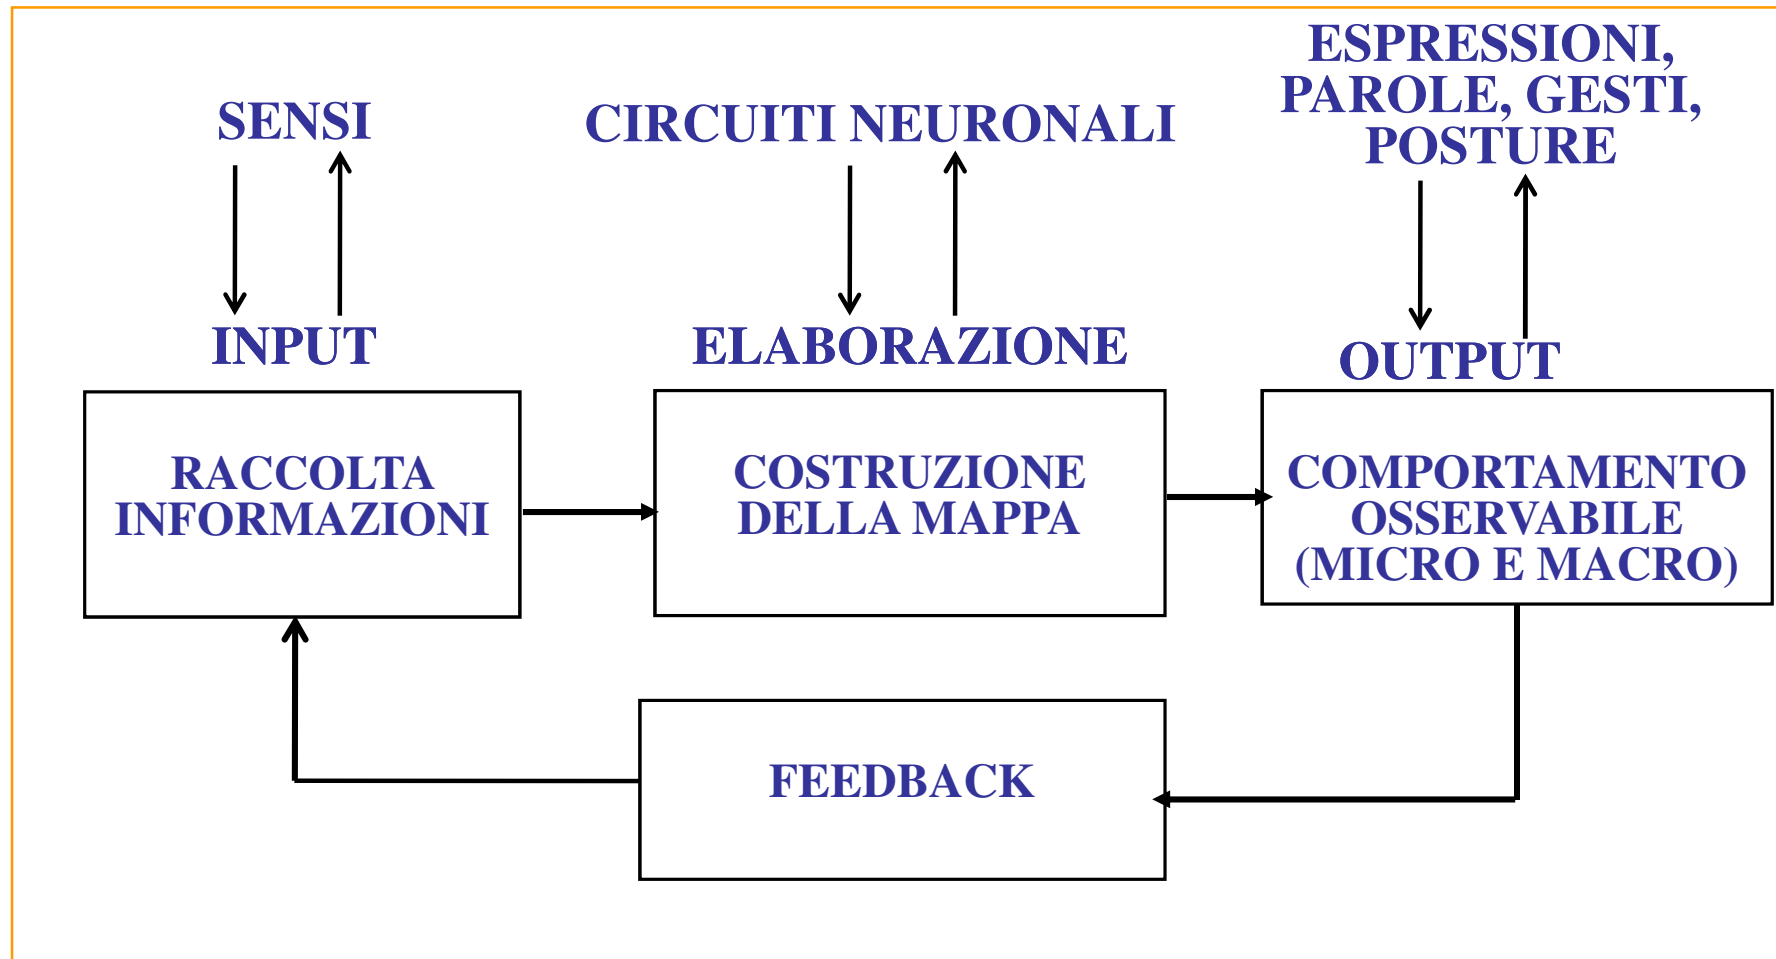 SENSI
CIRCUITI NEURONALI
ESPRESSIONI,
PAROLE, GESTI,
POSTURE
INPUT
ELABORAZIONE
OUTPUT
RACCOLTA
INFORMAZIONI
COSTRUZIONE
DELLA MAPPA
COMPORTAMENTO
OSSERVABILE
(MICRO E MACRO)
FEEDBACK